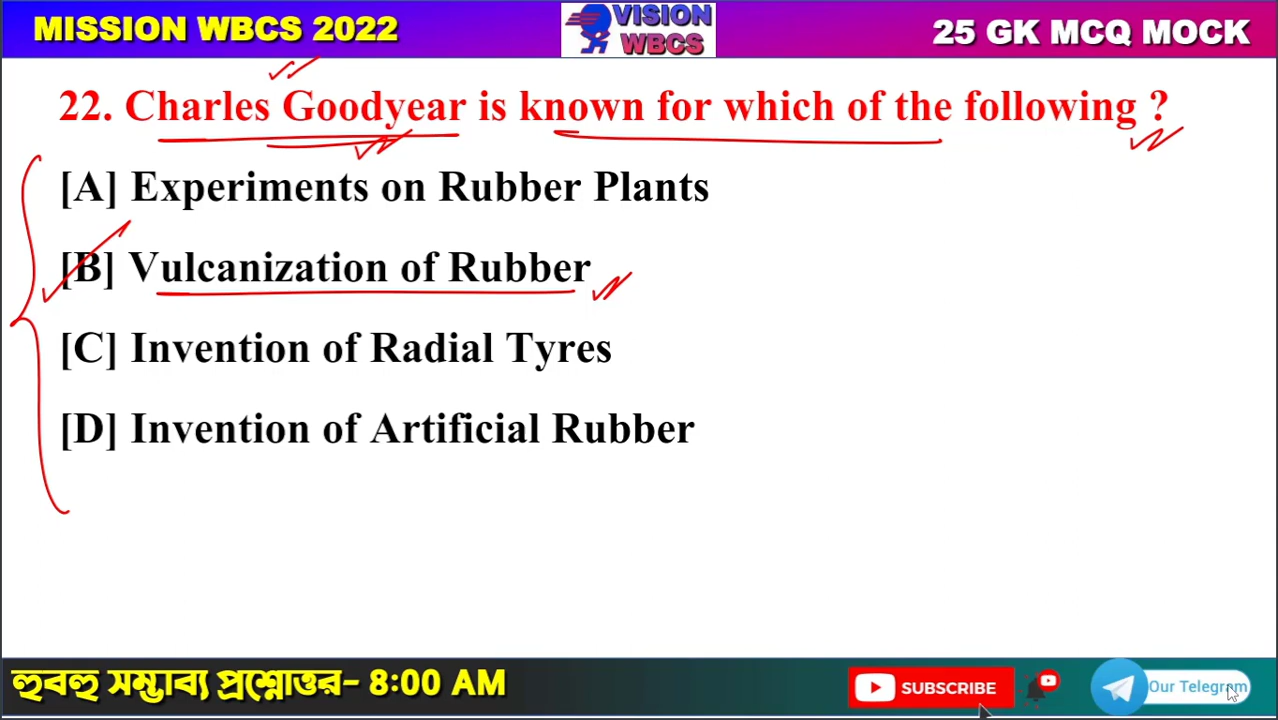 MISSION WBCS 2022
VISION
WBCS
25 GK MCQ MOCK
22. Charles Goodyear is known for which of the following ?
[A] Experiments on Rubber Plants
[B] Vulcanization of Rubber
[C] Invention of Radial Tyres
[D] Invention of Artificial Rubber
হুবহু সম্ভাব্য প্রশ্নোত্তর- 8:00 AM
SUBSCRIBE
Our Telegram